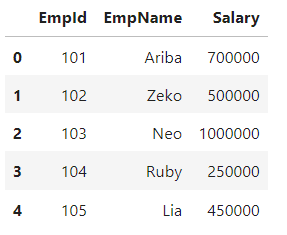 EmpId EmpName Salary
0 101 Ariba 700000
1 102 Zeko 500000
2 103 Neo 1000000
3 104 Ruby 250000
4 105 Lia 450000